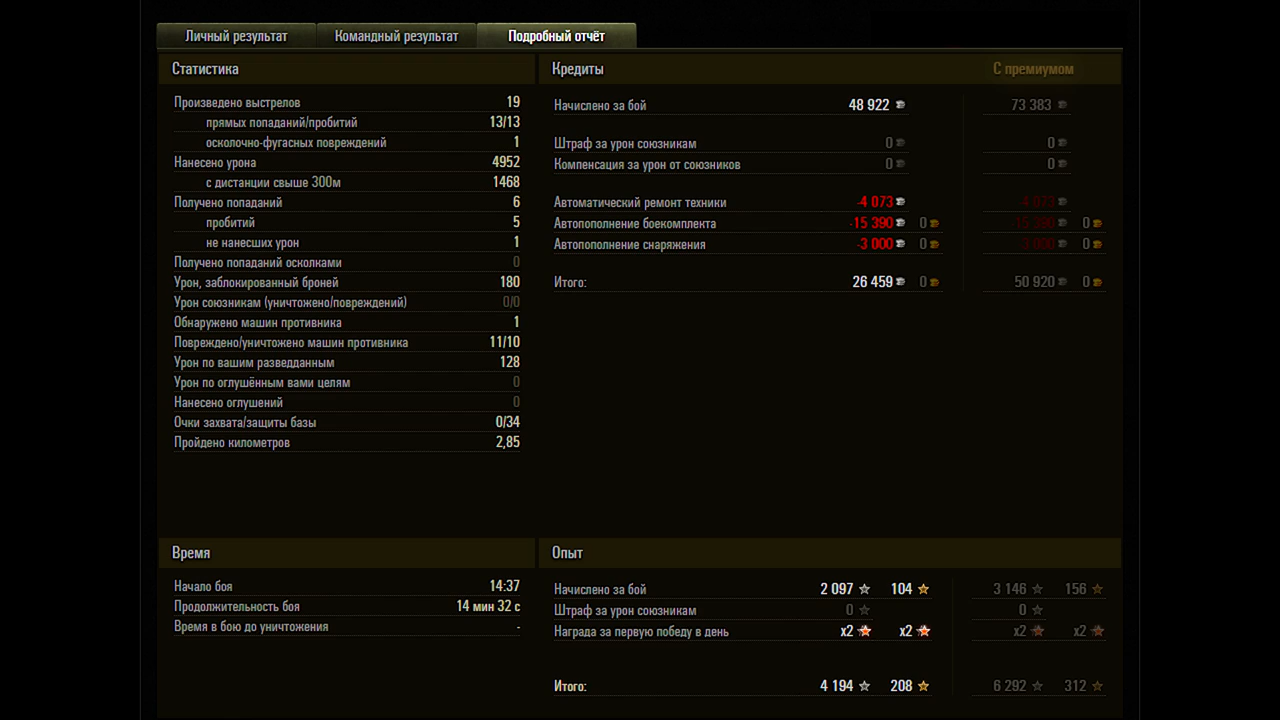 Личный результат Командный результат Подробный отчёт
Статистика
Произведено выстрелов 19
прямых попаданий/пробитий 13/13
осколочно-фугасных повреждений 1
Нанесено урона 4952
с дистанции свыше 300м 1468
Получено попаданий 6
пробитий 5
не нанесших урон 1
Получено попаданий осколками 0
Урон, заблокированный броней 180
Урон союзникам (уничтожено/повреждений) 0/0
Обнаружено машин противника 1
Повреждено/уничтожено машин противника 11/10
Урон по вашим разведданным 128
Урон по оглушённым вами целям 0
Нанесено оглушений 0
Очки захвата/защиты базы 0/34
Пройдено километров 2,85
Кредиты С премиумом
Начислено за бой 48 922 73 383
Штраф за урон союзникам 0 0
Компенсация за урон от союзников 0 0
Автоматический ремонт техники -4 073 -4 073
Автопополнение боекомплекта -15 390 0 -15 390 0
Автопополнение снаряжения -3 000 0 -3 000 0
Итого: 26 459 0 50 920 0
Время
Начало боя 14:37
Продолжительность боя 14 мин 32 с
Время в бою до уничтожения -
Опыт
Начислено за бой 2 097 104 3 146 156
Штраф за урон союзникам 0 0
Награда за первую победу в день x2 x2 x2 x2
Итого: 4 194 208 6 292 312